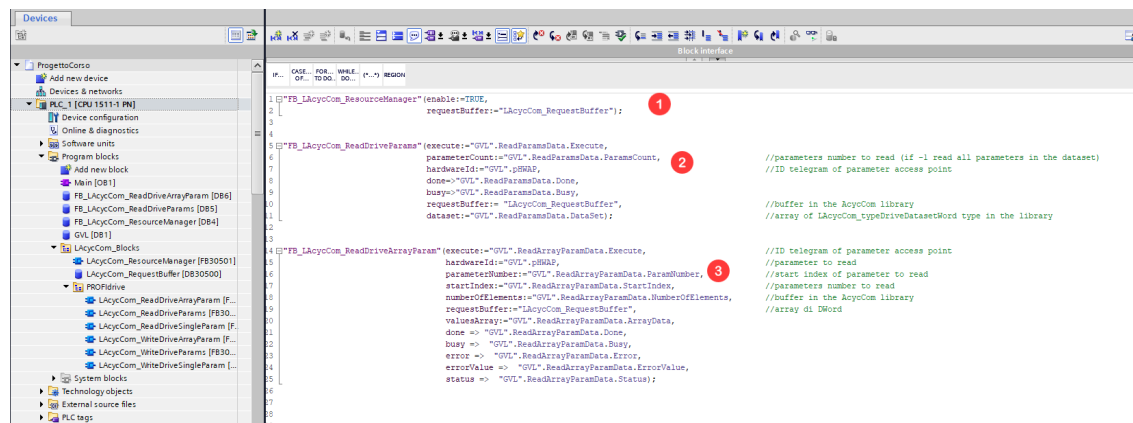 Devices
Block interface
ProgettoCorso
Add new device
Devices & networks
PLC_1 [CPU 1511-1 PN]
Device configuration
Online & diagnostics
Software units
Program blocks
Add new block
Main [OB1]
FB_LAcycCom_ReadDriveArrayParam [DB6]
FB_LAcycCom_ReadDriveParams [DB5]
FB_LAcycCom_ResourceManager [DB4]
GVL [DB1]
LAcycCom_Blocks
LAcycCom_ResourceManager [FB30501]
LAcycCom_RequestBuffer [DB30500]
PROFIdrive
LAcycCom_ReadDriveArrayParam [F...
LAcycCom_ReadDriveParams [FB30...
LAcycCom_ReadDriveSingleParam [F...
LAcycCom_WriteDriveArrayParam [F...
LAcycCom_WriteDriveParams [FB30...
LAcycCom_WriteDriveSingleParam [...
System blocks
Technology objects
External source files
PLC tags
IF... CASE... OF... FOR... TO DO... WHILE... DO... (*...*) REGION
1 "FB_LAcycCom_ResourceManager"(enable:=TRUE,
2 requestBuffer:="LAcycCom_RequestBuffer");
1
3
4
5 "FB_LAcycCom_ReadDriveParams"(execute:="GVL".ReadParamsData.Execute,
6 parameterCount:="GVL".ReadParamsData.ParamsCount, //parameters number to read (if -1 read all parameters in the dataset)
2
7 hardwareId:="GVL".pHWAP, //ID telegram of parameter access point
8 done=>"GVL".ReadParamsData.Done,
9 busy=>"GVL".ReadParamsData.Busy,
10 requestBuffer:= "LAcycCom_RequestBuffer", //buffer in the AcycCom library
11 dataset:="GVL".ReadParamsData.DataSet); //array of LAcycCom_typeDriveDatasetWord type in the library
12
13
14 "FB_LAcycCom_ReadDriveArrayParam"(execute:="GVL".ReadArrayParamData.Execute, //ID telegram of parameter access point
15 hardwareId:="GVL".pHWAP, //parameter to read
16 parameterNumber:="GVL".ReadArrayParamData.ParamNumber, //start index of parameter to read
3
17 startIndex:="GVL".ReadArrayParamData.StartIndex, //parameters number to read
18 numberOfElements:="GVL".ReadArrayParamData.NumberOfElements, //buffer in the AcycCom library
19 requestBuffer:="LAcycCom_RequestBuffer", //array di DWord
20 valuesArray:="GVL".ReadArrayParamData.ArrayData,
21 done => "GVL".ReadArrayParamData.Done,
22 busy => "GVL".ReadArrayParamData.Busy,
23 error => "GVL".ReadArrayParamData.Error,
24 errorValue => "GVL".ReadArrayParamData.ErrorValue,
25 status => "GVL".ReadArrayParamData.Status);
26
27
28